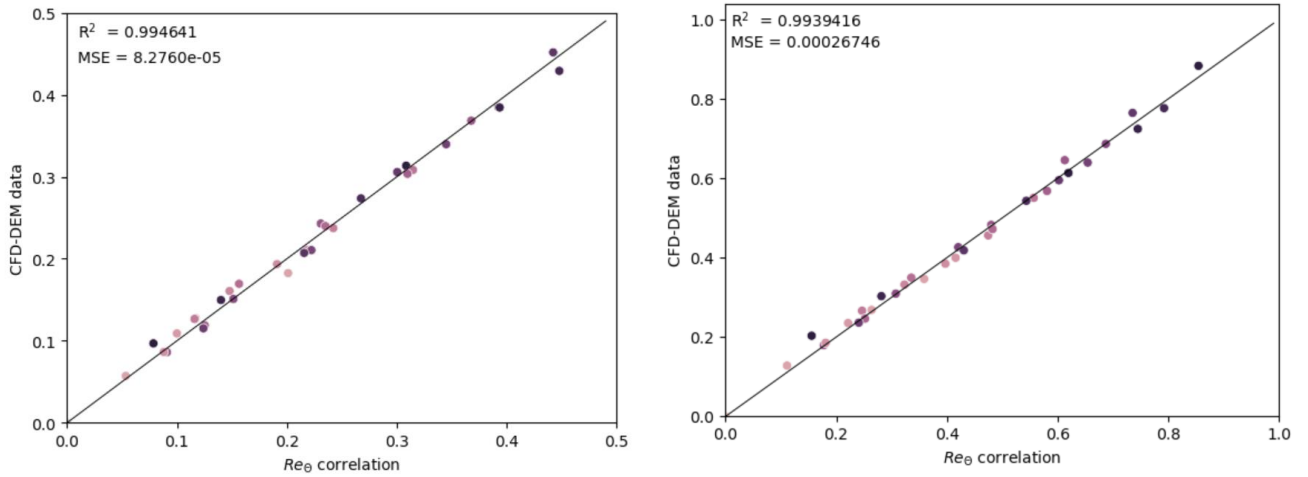 R² = 0.994641
MSE = 8.2760e-05
CFD-DEM data
0.5
0.4
0.3
0.2
0.1
0.0
0.0 0.1 0.2 0.3 0.4 0.5
Re_Θ correlation
R² = 0.9939416
MSE = 0.00026746
CFD-DEM data
1.0
0.8
0.6
0.4
0.2
0.0
0.0 0.2 0.4 0.6 0.8 1.0
Re_Θ correlation